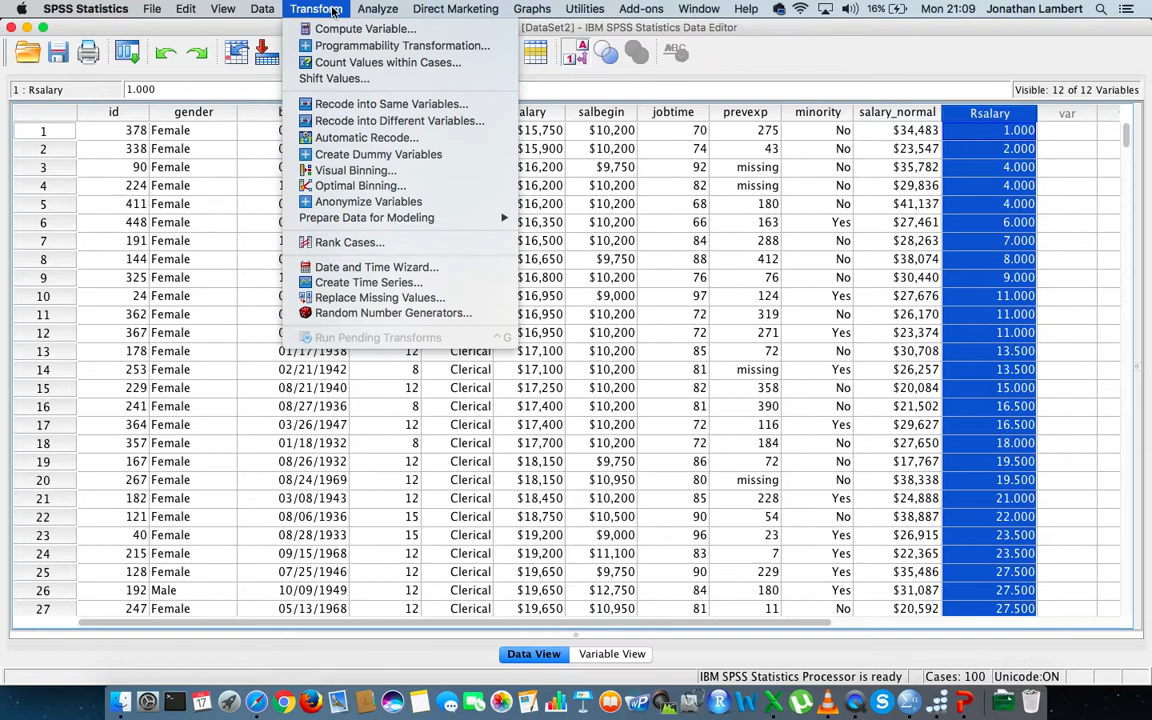 SPSS Statistics File Edit View Data Transform Analyze Direct Marketing Graphs Utilities Add-ons Window Help 16% Mon 21:09 Jonathan Lambert
[DataSet2] - IBM SPSS Statistics Data Editor
Compute Variable...
Programmability Transformation...
Count Values within Cases...
Shift Values...
Recode into Same Variables...
Recode into Different Variables...
Automatic Recode...
Create Dummy Variables
Visual Binning...
Optimal Binning...
Anonymize Variables
Prepare Data for Modeling
Rank Cases...
Date and Time Wizard...
Create Time Series...
Replace Missing Values...
Random Number Generators...
Run Pending Transforms ^ G
1 : Rsalary 1.000 Visible: 12 of 12 Variables
id gender salbegin jobtime prevexp minority salary_normal Rsalary var
1 378 Female $15,750 $10,200 70 275 No $34,483 1.000
2 338 Female $15,900 $10,200 74 43 No $23,547 2.000
3 90 Female $16,200 $9,750 92 missing No $35,782 4.000
4 224 Female $16,200 $10,200 82 missing No $29,836 4.000
5 411 Female $16,200 $10,200 68 180 No $41,137 4.000
6 448 Female $16,350 $10,200 66 163 Yes $27,461 6.000
7 191 Female $16,500 $10,200 84 288 No $28,263 7.000
8 144 Female $16,650 $9,750 88 412 No $38,074 8.000
9 325 Female $16,800 $10,200 76 76 No $30,440 9.000
10 24 Female $16,950 $9,000 97 124 Yes $27,676 11.000
11 362 Female $16,950 $10,200 72 319 No $33,026 11.000
12 367 Female $16,950 $10,200 72 271 Yes $23,374 11.000
13 178 Female 01/17/1938 12 Clerical $17,100 $10,200 85 72 No $30,708 13.500
14 253 Female 02/21/1942 8 Clerical $17,100 $10,200 81 missing No $26,257 13.500
15 229 Female 08/21/1940 12 Clerical $17,250 $10,200 81 358 No $20,084 15.000
16 241 Female 08/27/1936 8 Clerical $17,400 $10,200 81 390 No $21,502 16.500
17 364 Female 03/26/1947 12 Clerical $17,400 $10,200 72 116 Yes $29,627 16.500
18 357 Female 01/18/1932 8 Clerical $17,700 $10,200 72 184 No $27,650 18.000
19 167 Female 08/26/1932 12 Clerical $18,150 $9,750 86 72 No $17,767 19.500
20 267 Female 08/24/1969 12 Clerical $18,150 $10,950 80 missing No $38,338 19.500
21 182 Female 03/08/1943 12 Clerical $18,450 $10,200 85 228 Yes $24,888 21.000
22 121 Female 08/06/1936 15 Clerical $18,750 $10,500 90 54 No $38,887 22.000
23 40 Female 08/28/1933 15 Clerical $19,200 $9,000 96 23 Yes $26,915 23.500
24 215 Female 09/15/1968 12 Clerical $19,200 $11,100 83 7 Yes $22,365 23.500
25 128 Female 07/25/1946 12 Clerical $19,650 $9,750 90 229 Yes $35,486 27.500
26 192 Male 10/09/1949 12 Clerical $19,650 $12,750 84 180 Yes $31,087 27.500
27 247 Female 05/13/1968 12 Clerical $19,650 $10,950 81 11 No $20,592 27.500
Data View Variable View
IBM SPSS Statistics Processor is ready Cases: 100 Unicode:ON